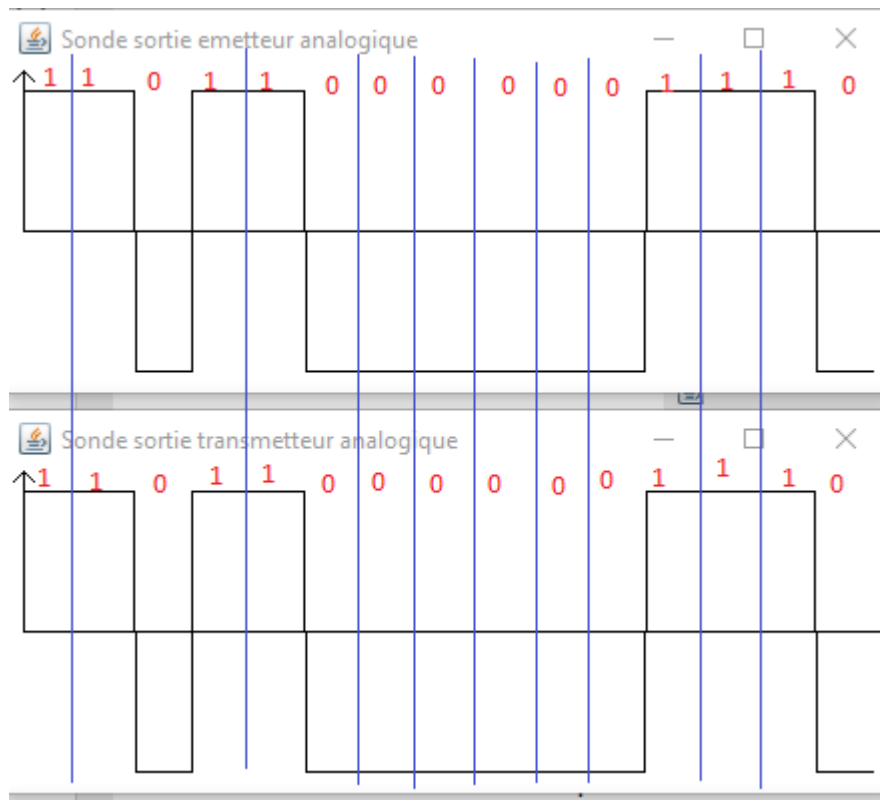 Sonde sortie emetteur analogique
1 1 0 1 1 0 0 0 0 0 0 1 1 1 0
Sonde sortie transmetteur analogique
1 1 0 1 1 0 0 0 0 0 0 1 1 1 0